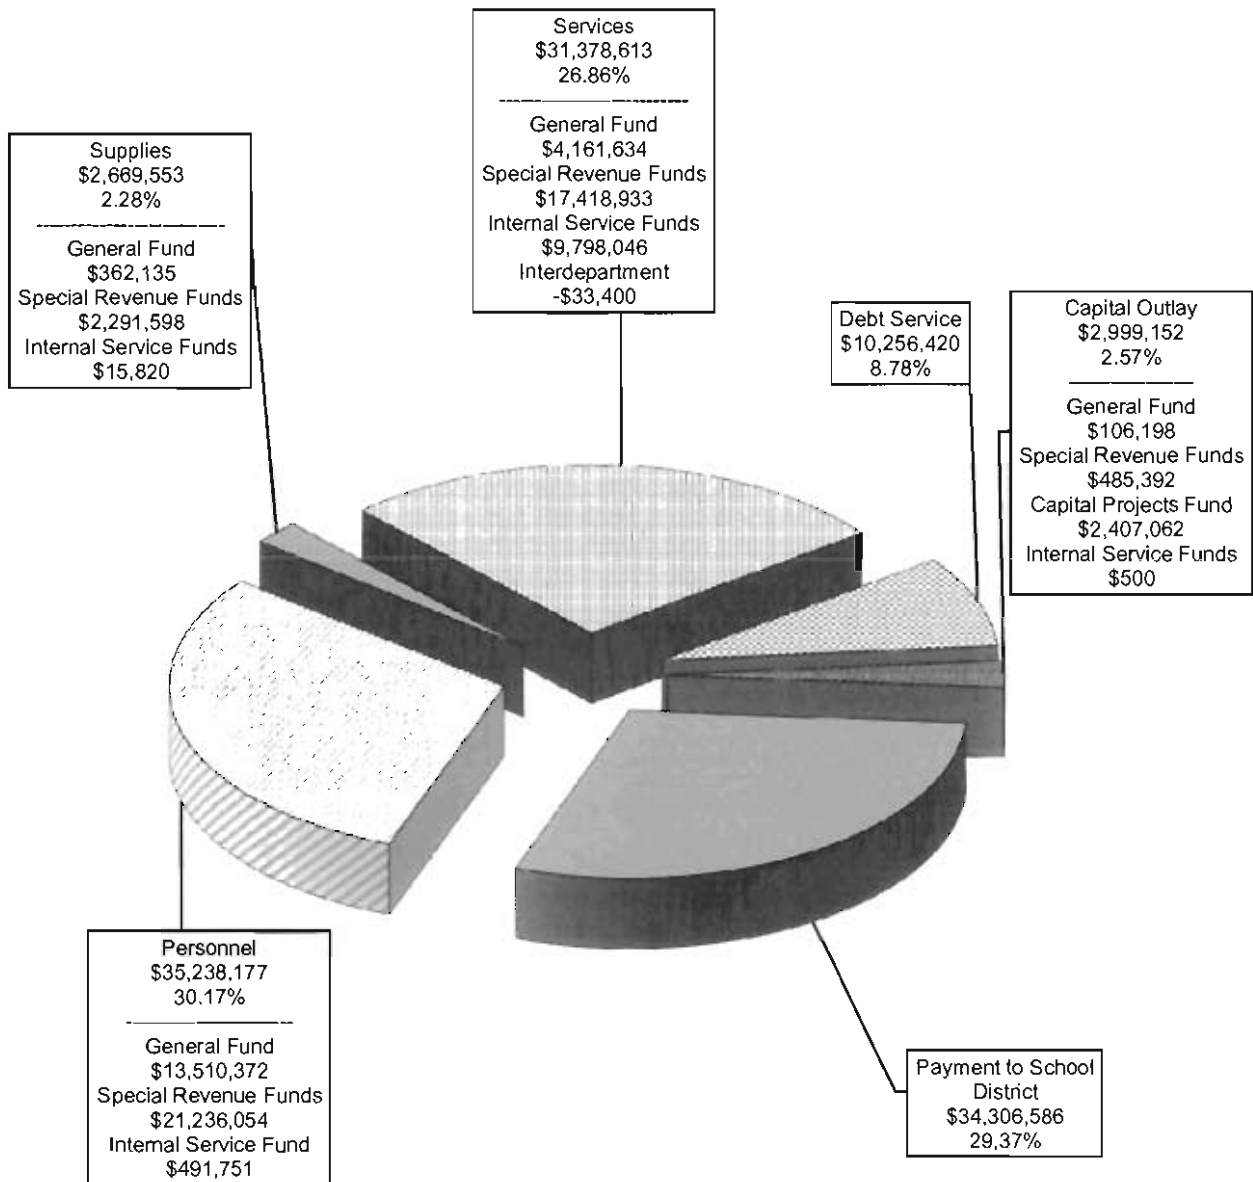 Services
$31,378,613
26.86%
General Fund
$4,161,634
Special Revenue Funds
$17,418,933
Internal Service Funds
$9,798,046
Interdepartment
-$33,400
Supplies
$2,669,553
2.28%
General Fund
$362,135
Special Revenue Funds
$2,291,598
Internal Service Funds
$15,820
Debt Service
$10,256,420
8.78%
Capital Outlay
$2,999,152
2.57%
General Fund
$106,198
Special Revenue Funds
$485,392
Capital Projects Fund
$2,407,062
Internal Service Funds
$500
Personnel
$35,238,177
30.17%
General Fund
$13,510,372
Special Revenue Funds
$21,236,054
Internal Service Fund
$491,751
Payment to School
District
$34,306,586
29.37%